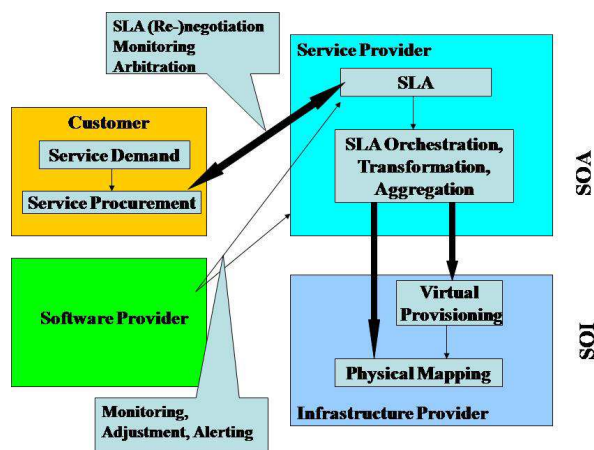 SLA (Re-)negotiation
Monitoring
Arbitration
Service Provider
SLA
Customer
Service Demand
Service Procurement
SLA Orchestration,
Transformation,
Aggregation
SOA
Software Provider
Virtual
Provisioning
Physical Mapping
Infrastructure Provider
SOI
Monitoring,
Adjustment, Alerting